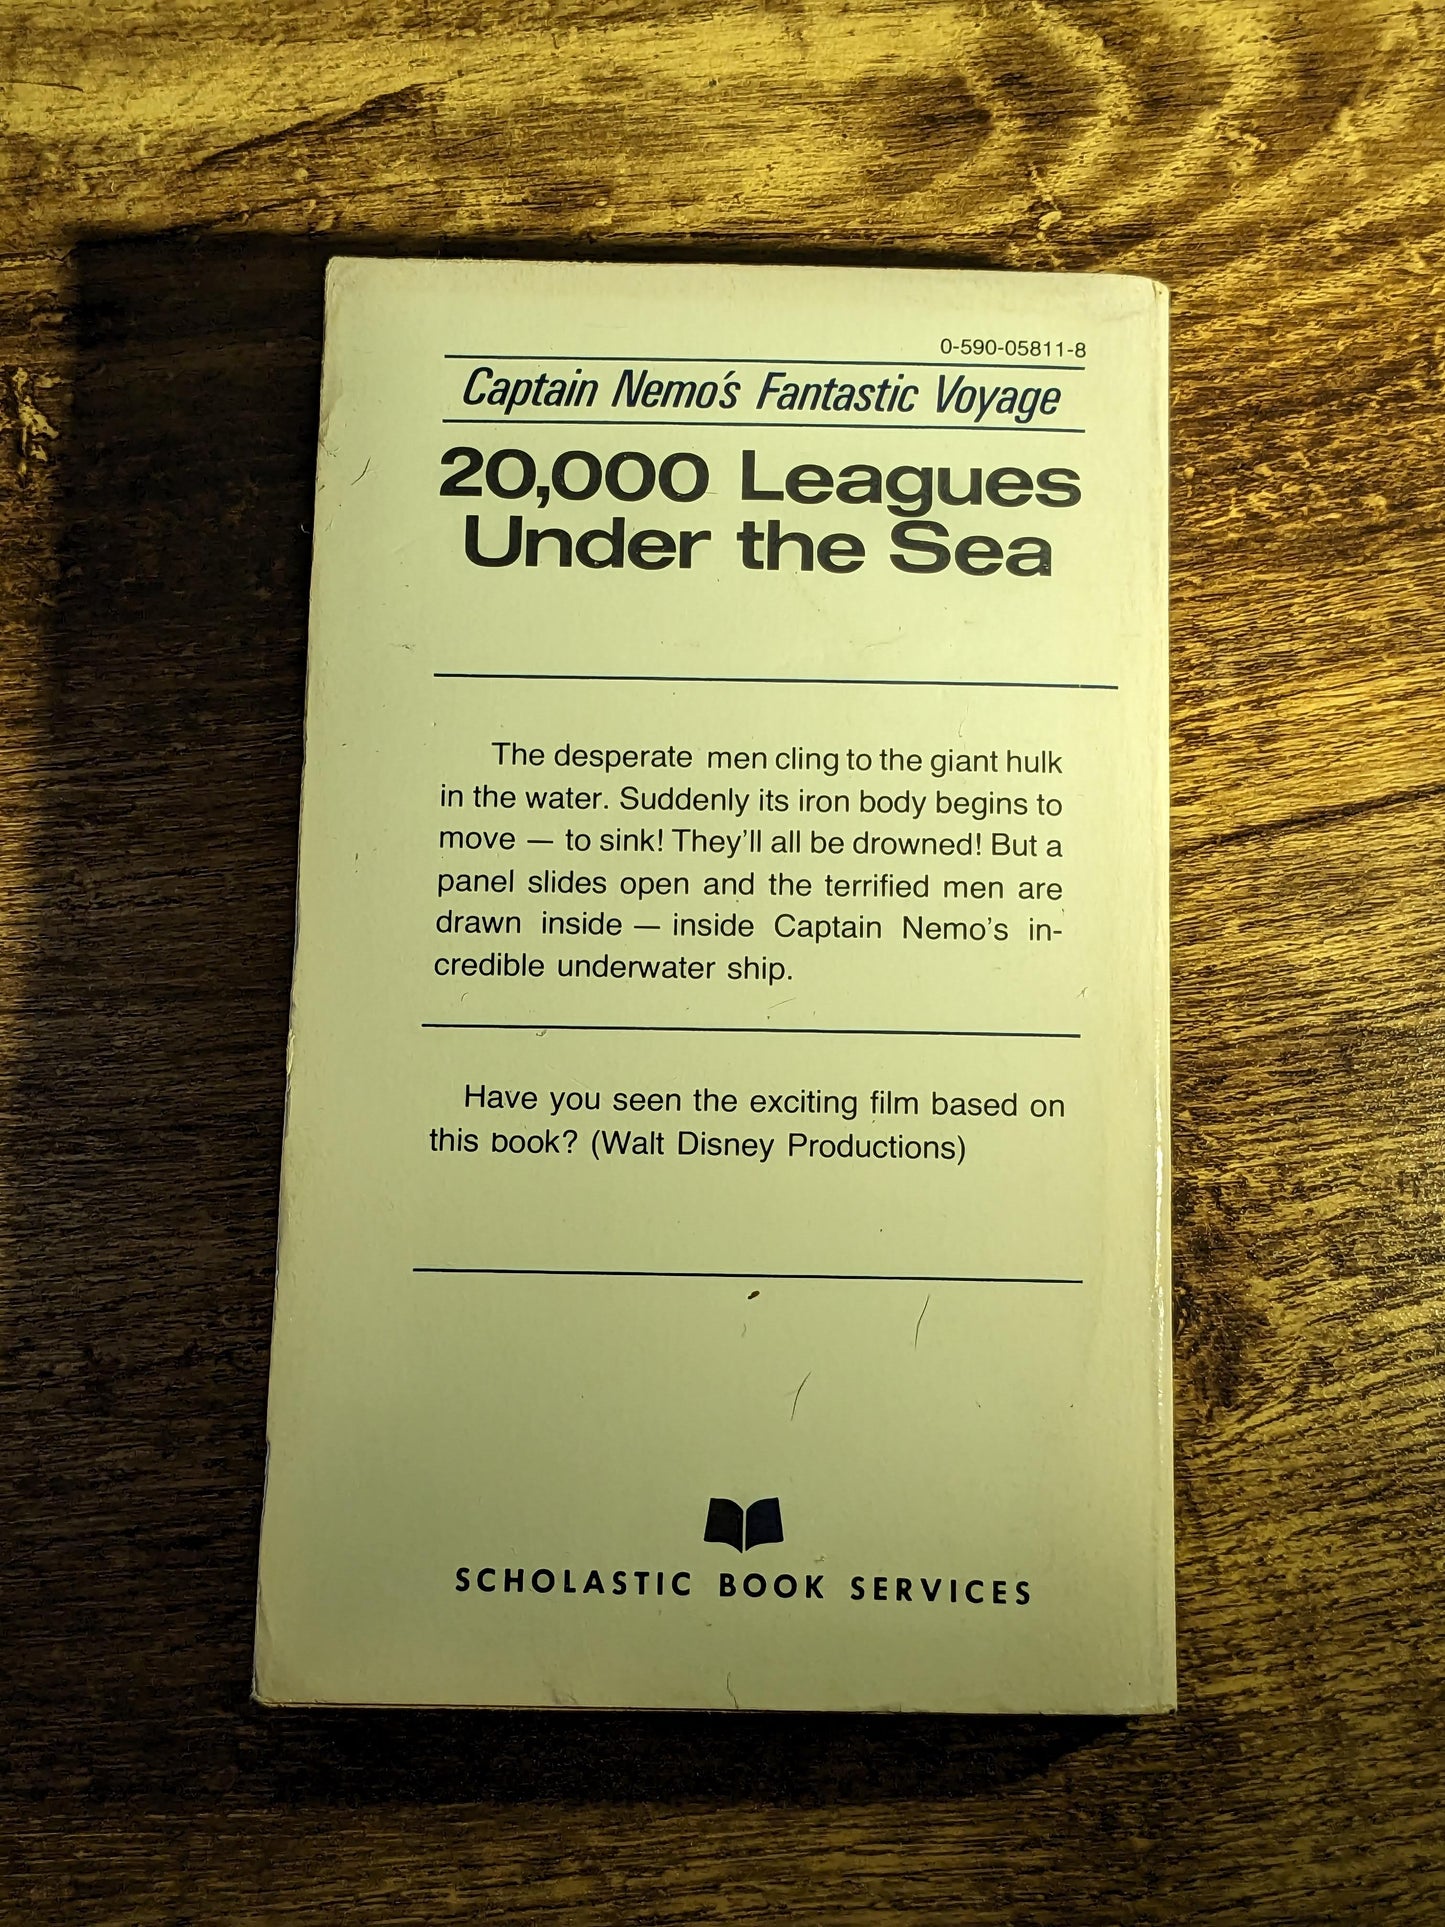 0-590-05811-8
Captain Nemo's Fantastic Voyage
20,000 Leagues
Under the Sea
The desperate men cling to the giant hulk
in the water. Suddenly its iron body begins to
move — to sink! They'll all be drowned! But a
panel slides open and the terrified men are
drawn inside — inside Captain Nemo's in-
credible underwater ship.
Have you seen the exciting film based on
this book? (Walt Disney Productions)
SCHOLASTIC BOOK SERVICES